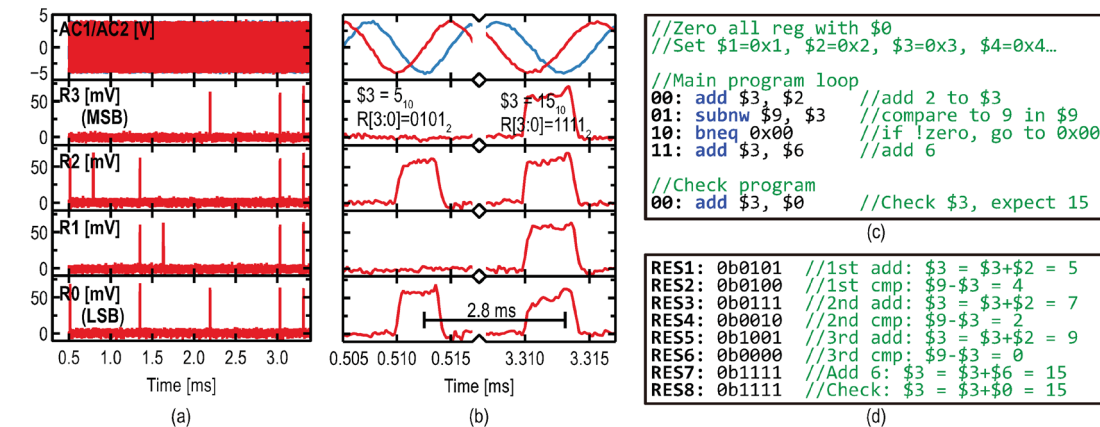 AC1/AC2 [V]
5
0
−5
R3 [mV]
(MSB)
50
0
R2 [mV]
50
0
R1 [mV]
50
0
R0 [mV]
(LSB)
50
0
0.5 1.0 1.5 2.0 2.5 3.0
Time [ms]
(a)
$3 = 5₁₀
R[3:0]=0101₂
$3 = 15₁₀
R[3:0]=1111₂
2.8 ms
0.505 0.510 0.515 3.310 3.315
Time [ms]
(b)
//Zero all reg with $0
//Set $1=0x1, $2=0x2, $3=0x3, $4=0x4…
//Main program loop
00: add $3, $2 //add 2 to $3
01: subnw $9, $3 //compare to 9 in $9
10: bneq 0x00 //if !zero, go to 0x00
11: add $3, $6 //add 6
//Check program
00: add $3, $0 //Check $3, expect 15
(c)
RES1: 0b0101 //1st add: $3 = $3+$2 = 5
RES2: 0b0100 //1st cmp: $9-$3 = 4
RES3: 0b0111 //2nd add: $3 = $3+$2 = 7
RES4: 0b0010 //2nd cmp: $9-$3 = 2
RES5: 0b1001 //3rd add: $3 = $3+$2 = 9
RES6: 0b0000 //3rd cmp: $9-$3 = 0
RES7: 0b1111 //Add 6: $3 = $3+$6 = 15
RES8: 0b1111 //Check: $3 = $3+$0 = 15
(d)